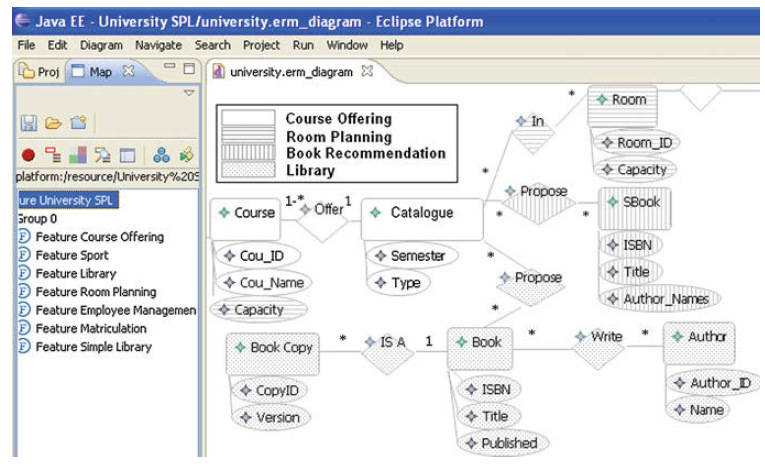 Java EE - University SPL/university.erm_diagram - Eclipse Platform
File Edit Diagram Navigate Search Project Run Window Help
Proj Map
university.erm_diagram
platform:/resource/University%20S
ure University SPL
Group 0
F Feature Course Offering
F Feature Sport
F Feature Library
F Feature Room Planning
F Feature Employee Managemen
F Feature Matriculation
F Feature Simple Library
Course Offering
Room Planning
Book Recommendation
Library
* In * Room
Room_ID
Capacity
*
1-* 1
Course Offer Catalogue * Propose * SBook
Cou_ID Semester ISBN
Cou_Name Type Title
Capacity * Propose Author_Names
*
Book Copy * IS A 1 Book * Write * Author
CopyID ISBN Author_ID
Version Title Name
Published